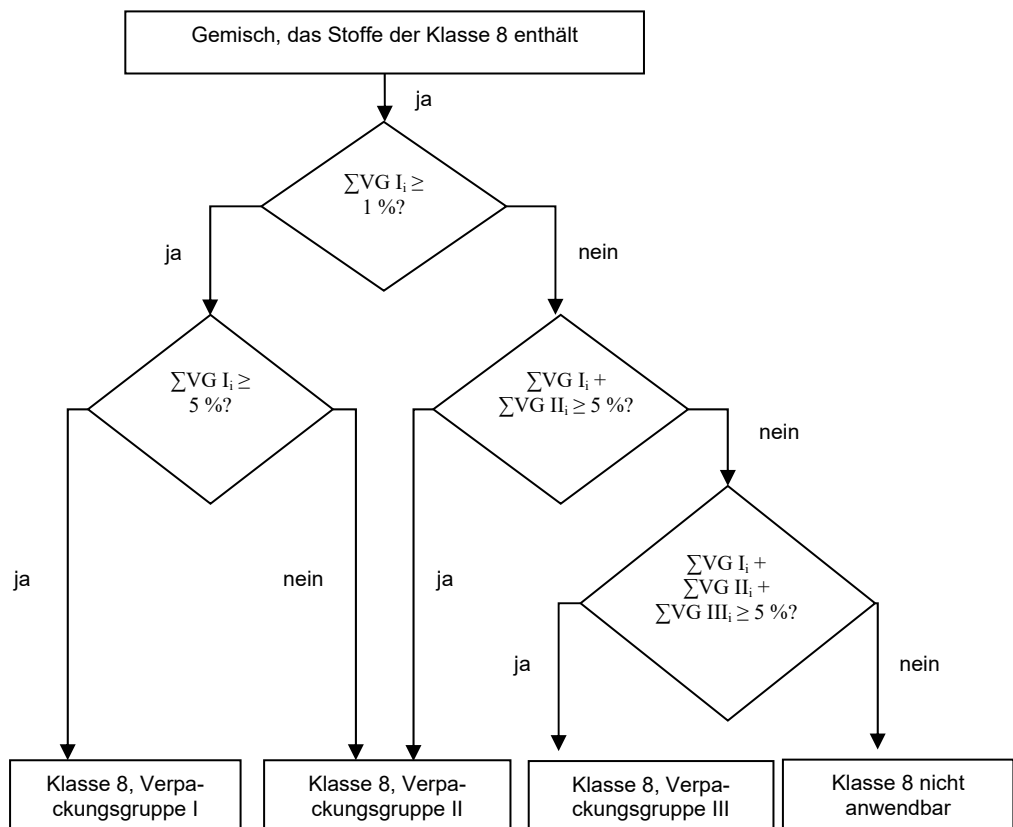 Gemisch, das Stoffe der Klasse 8 enthält
ja
∑VG Iᵢ ≥
1 %?
ja
nein
∑VG Iᵢ ≥
5 %?
∑VG Iᵢ +
∑VG IIᵢ ≥ 5 %?
nein
∑VG Iᵢ +
∑VG IIᵢ +
∑VG IIIᵢ ≥ 5 %?
ja
nein
ja
ja
nein
Klasse 8, Verpa-
ckungsgruppe I
Klasse 8, Verpa-
ckungsgruppe II
Klasse 8, Verpa-
ckungsgruppe III
Klasse 8 nicht
anwendbar